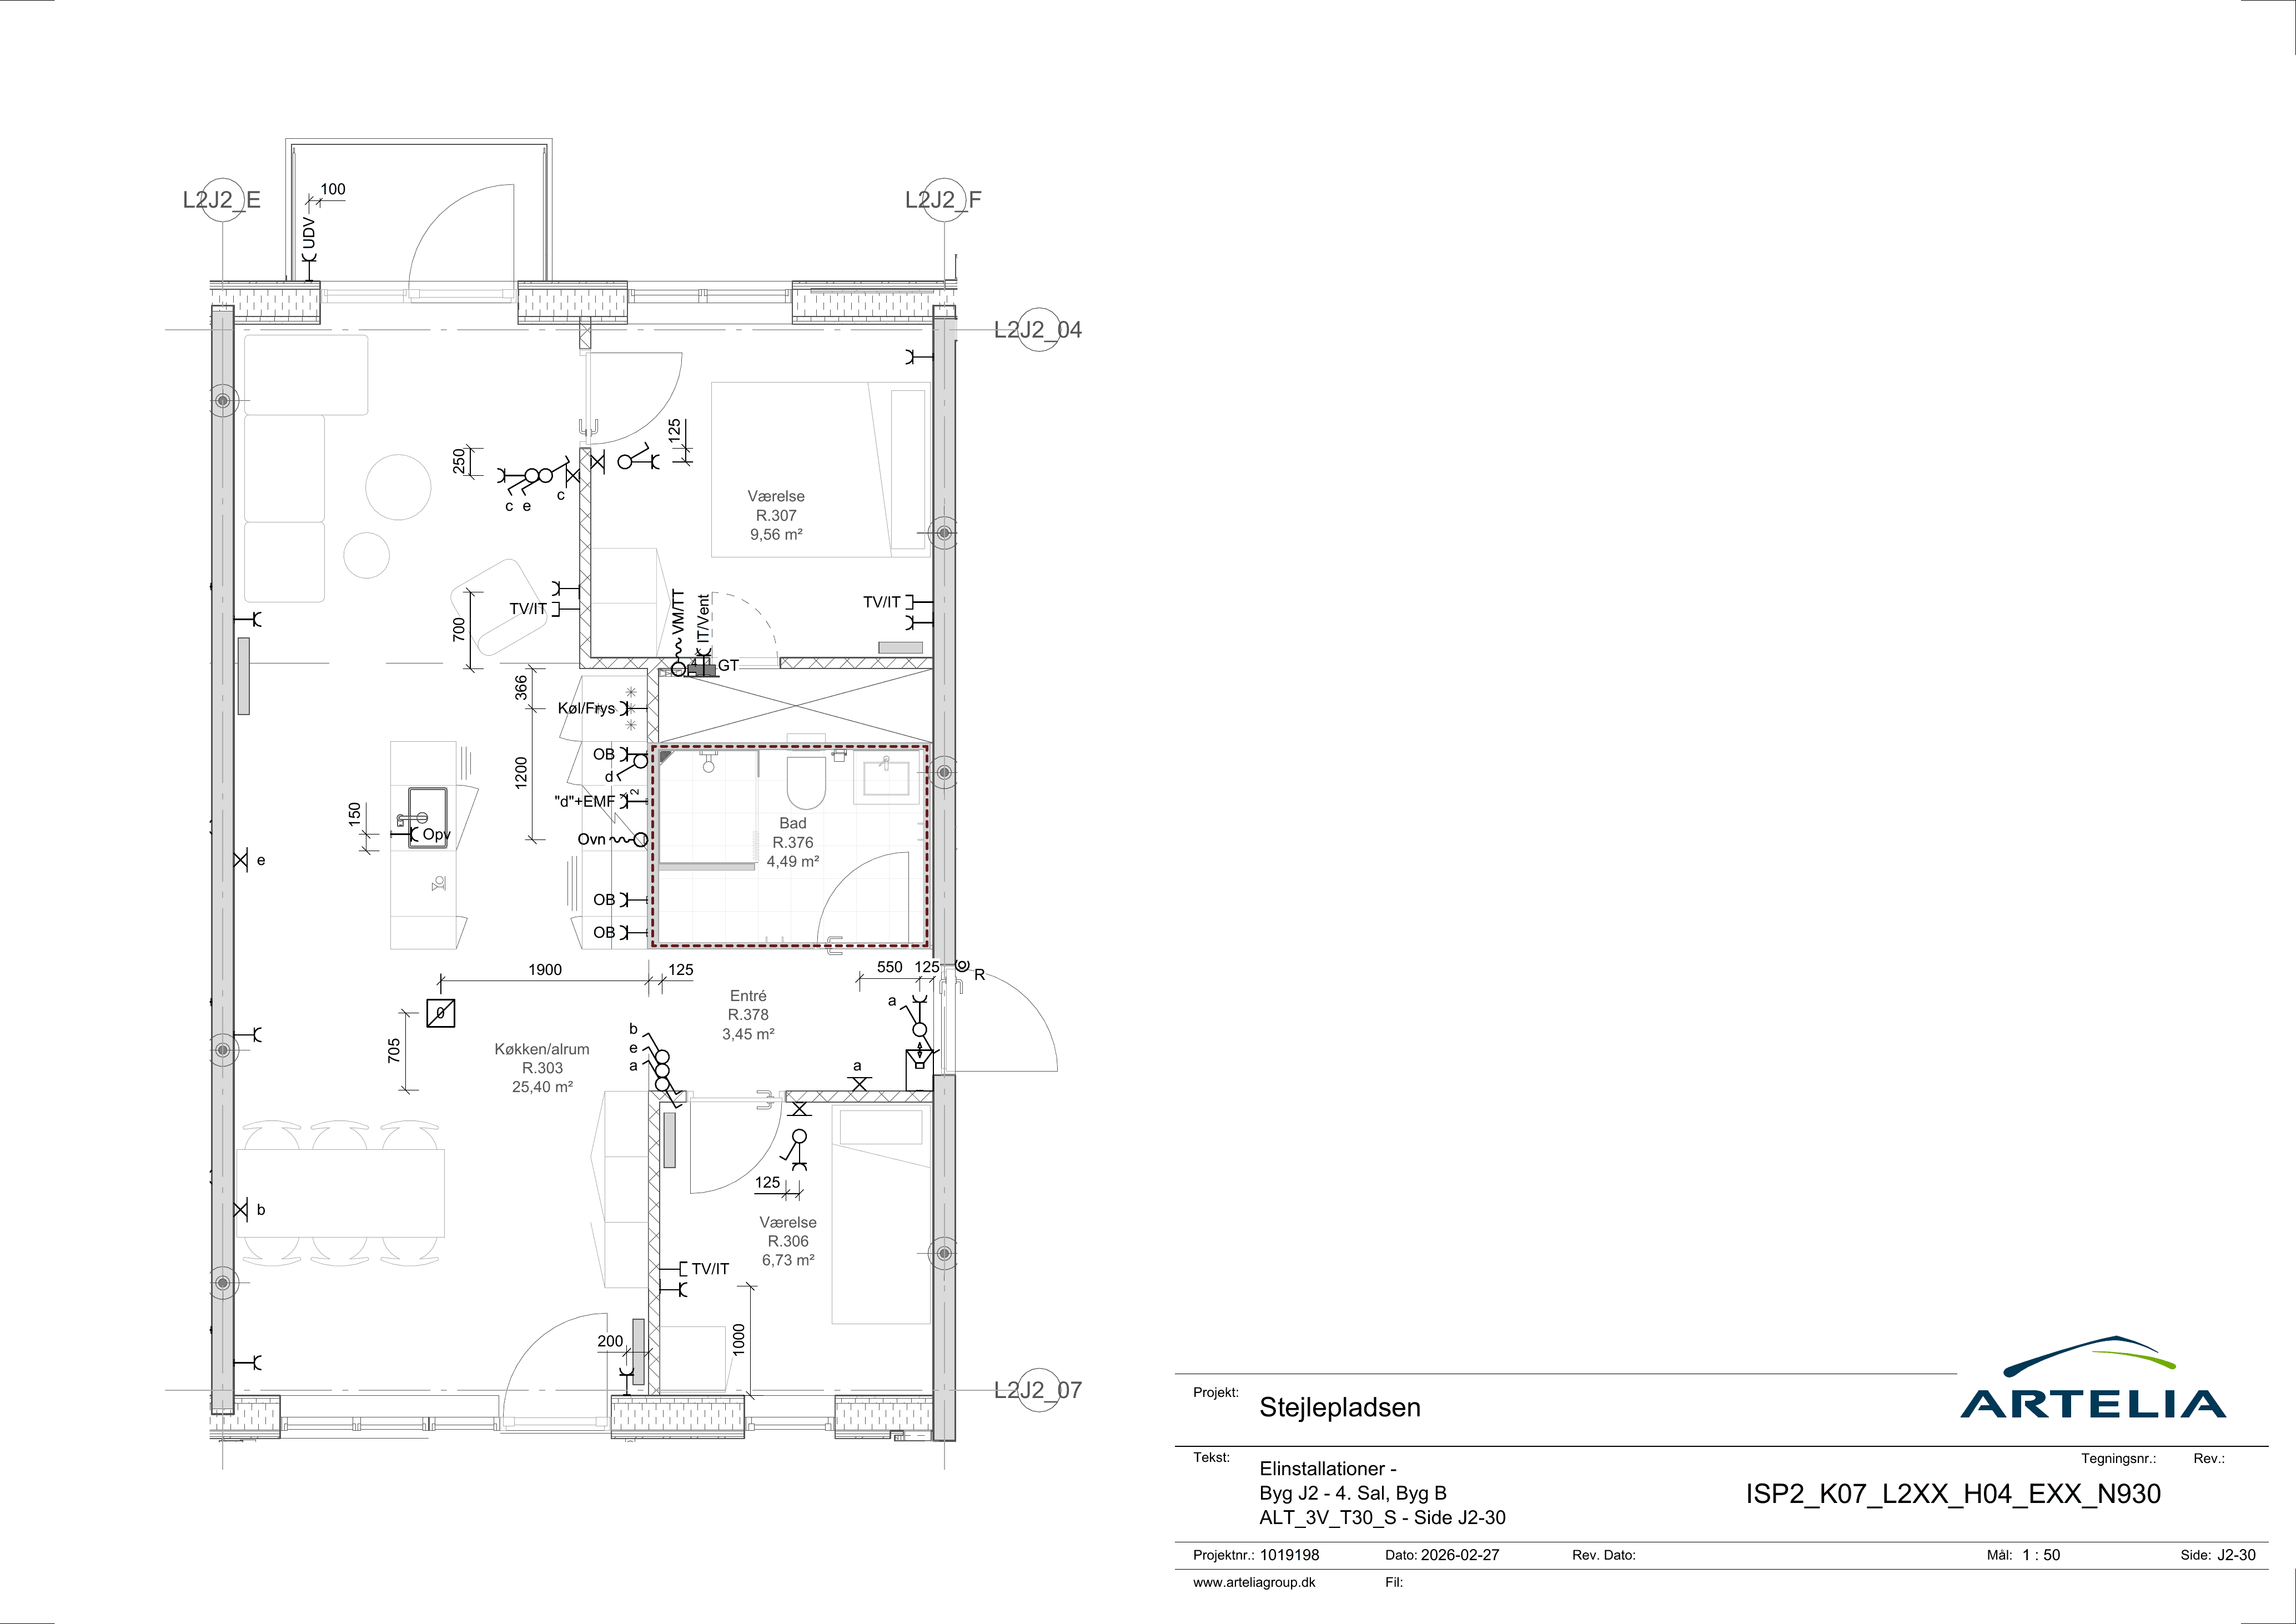 100
L2J2_E
L2J2_F
UDV
L2J2_04
125
250
c
c e
Værelse
R.307
9,56 m²
TV/IT
700
VM/TT
IT/Vent
TV/IT
4
GT
366
Køl/Frys
OB
d
1200
"d"+EMF
2
150
Opv
Ovn
Bad
R.376
4,49 m²
e
OB
OB
1900
125
550
125
R
a
Entré
R.378
3,45 m²
0
b
e
a
705
Køkken/alrum
R.303
25,40 m²
a
125
b
Værelse
R.306
6,73 m²
TV/IT
200
1000
L2J2_07
ARTELIA
Projekt:
Stejlepladsen
Tekst:
Elinstallationer -
Byg J2 - 4. Sal, Byg B
ALT_3V_T30_S - Side J2-30
Tegningsnr.:
Rev.:
ISP2_K07_L2XX_H04_EXX_N930
Projektnr.: 1019198
Dato: 2026-02-27
Rev. Dato:
Mål: 1 : 50
Side: J2-30
www.arteliagroup.dk
Fil: